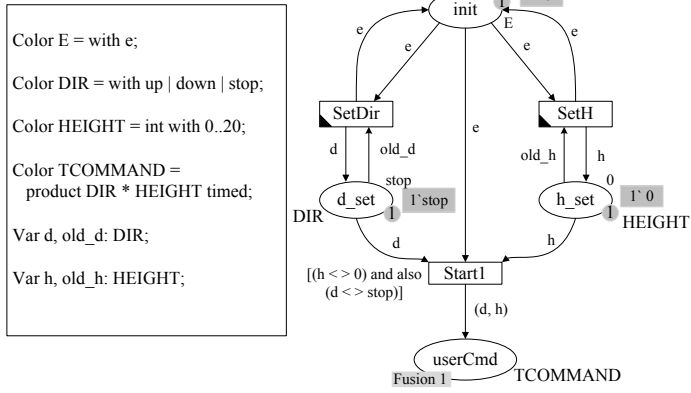 Color E = with e;
Color DIR = with up | down | stop;
Color HEIGHT = int with 0..20;
Color TCOMMAND =
product DIR * HEIGHT timed;
Var d, old_d: DIR;
Var h, old_h: HEIGHT;
init
1
E
e
e
e
e
SetDir
SetH
e
d
old_d
old_h
h
stop
0
d_set
1
1`stop
DIR
h_set
1
1` 0
HEIGHT
d
h
[(h < > 0) and also
(d < > stop)]
Start1
(d, h)
userCmd
Fusion 1
TCOMMAND